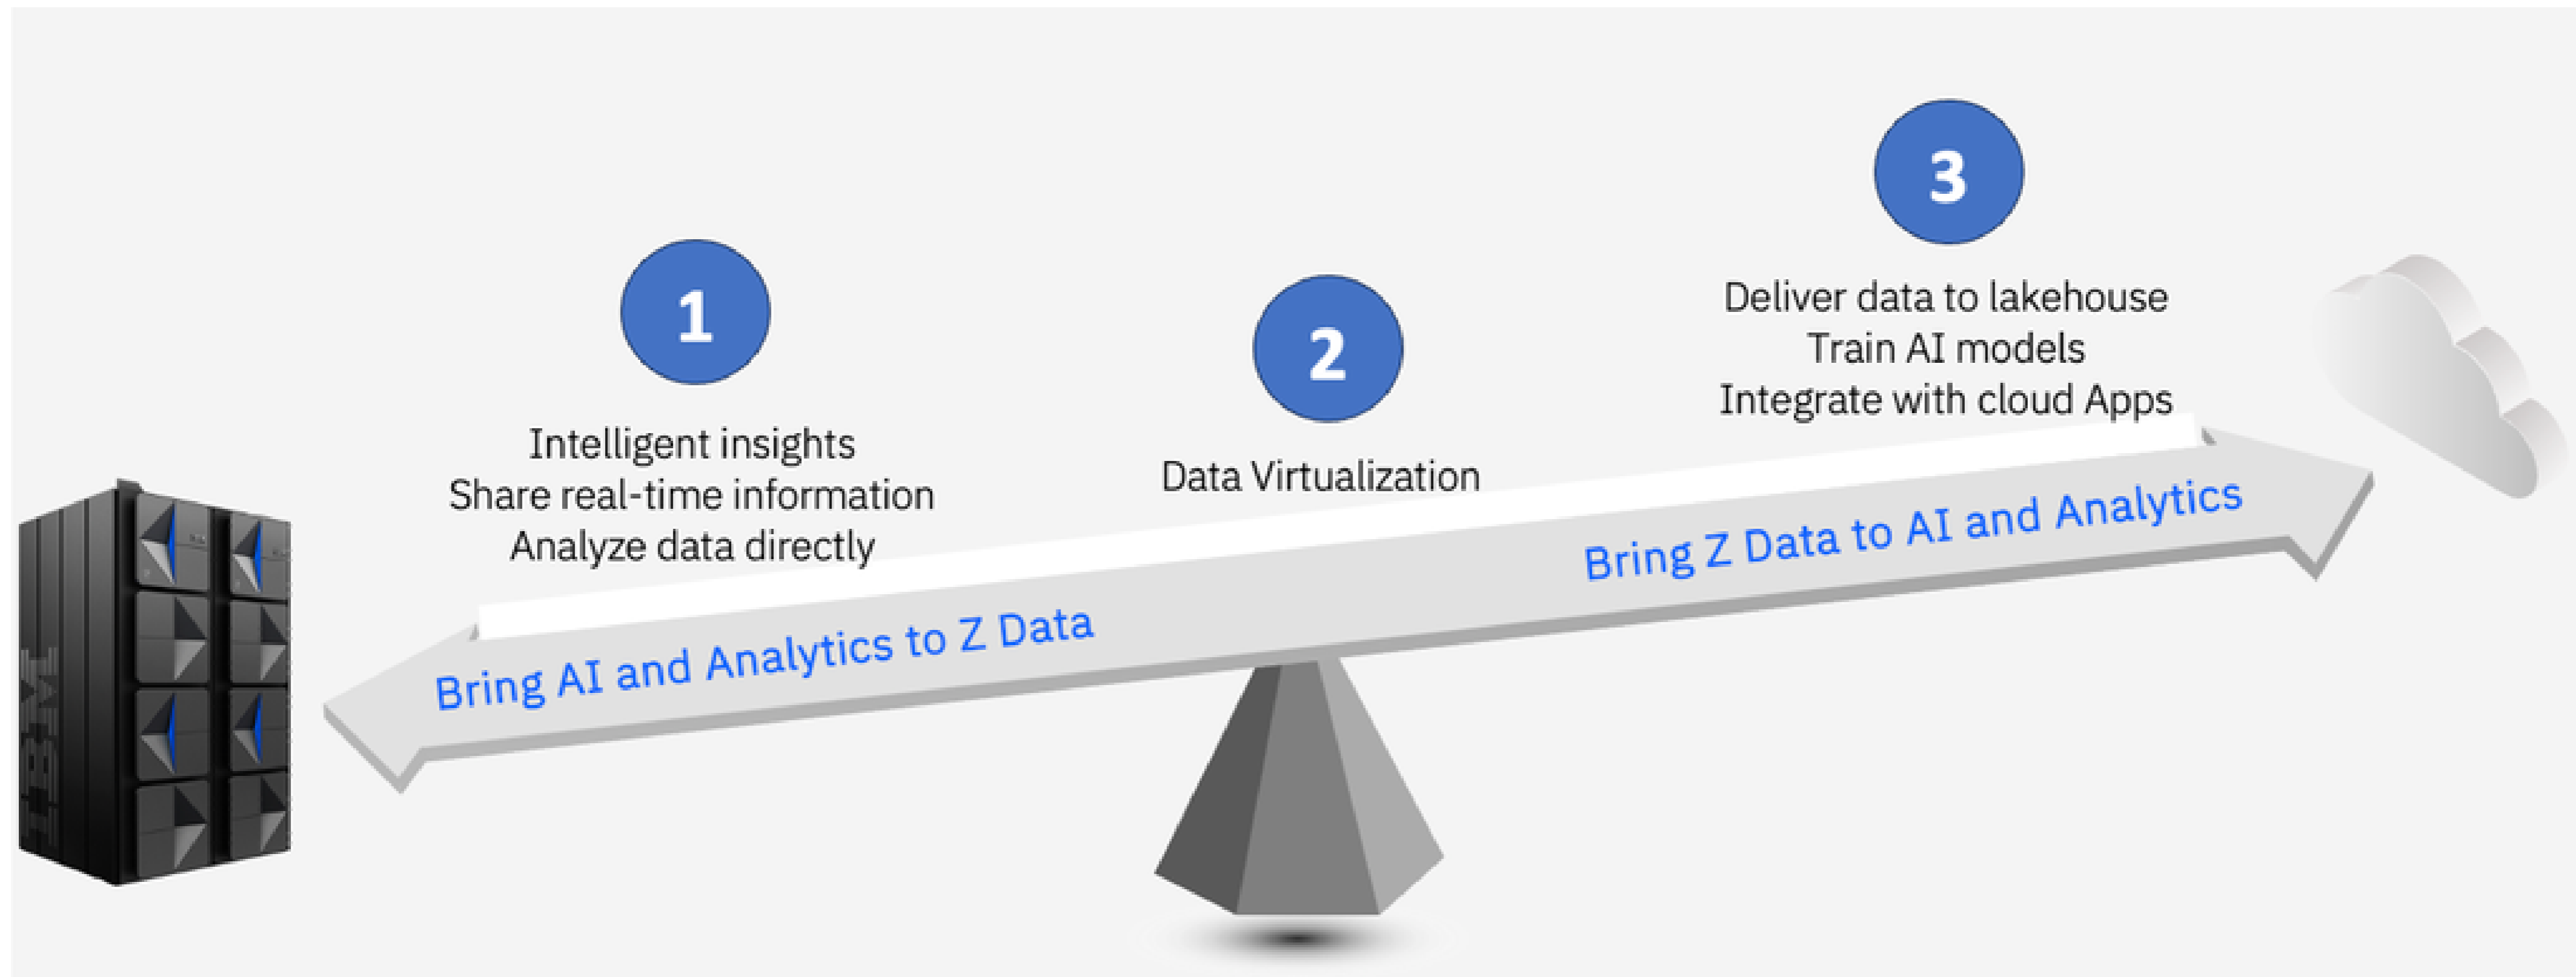 1
Intelligent insights
Share real-time information
Analyze data directly
2
Data Virtualization
3
Deliver data to lakehouse
Train AI models
Integrate with cloud Apps
Bring AI and Analytics to Z Data
Bring Z Data to AI and Analytics
IBM